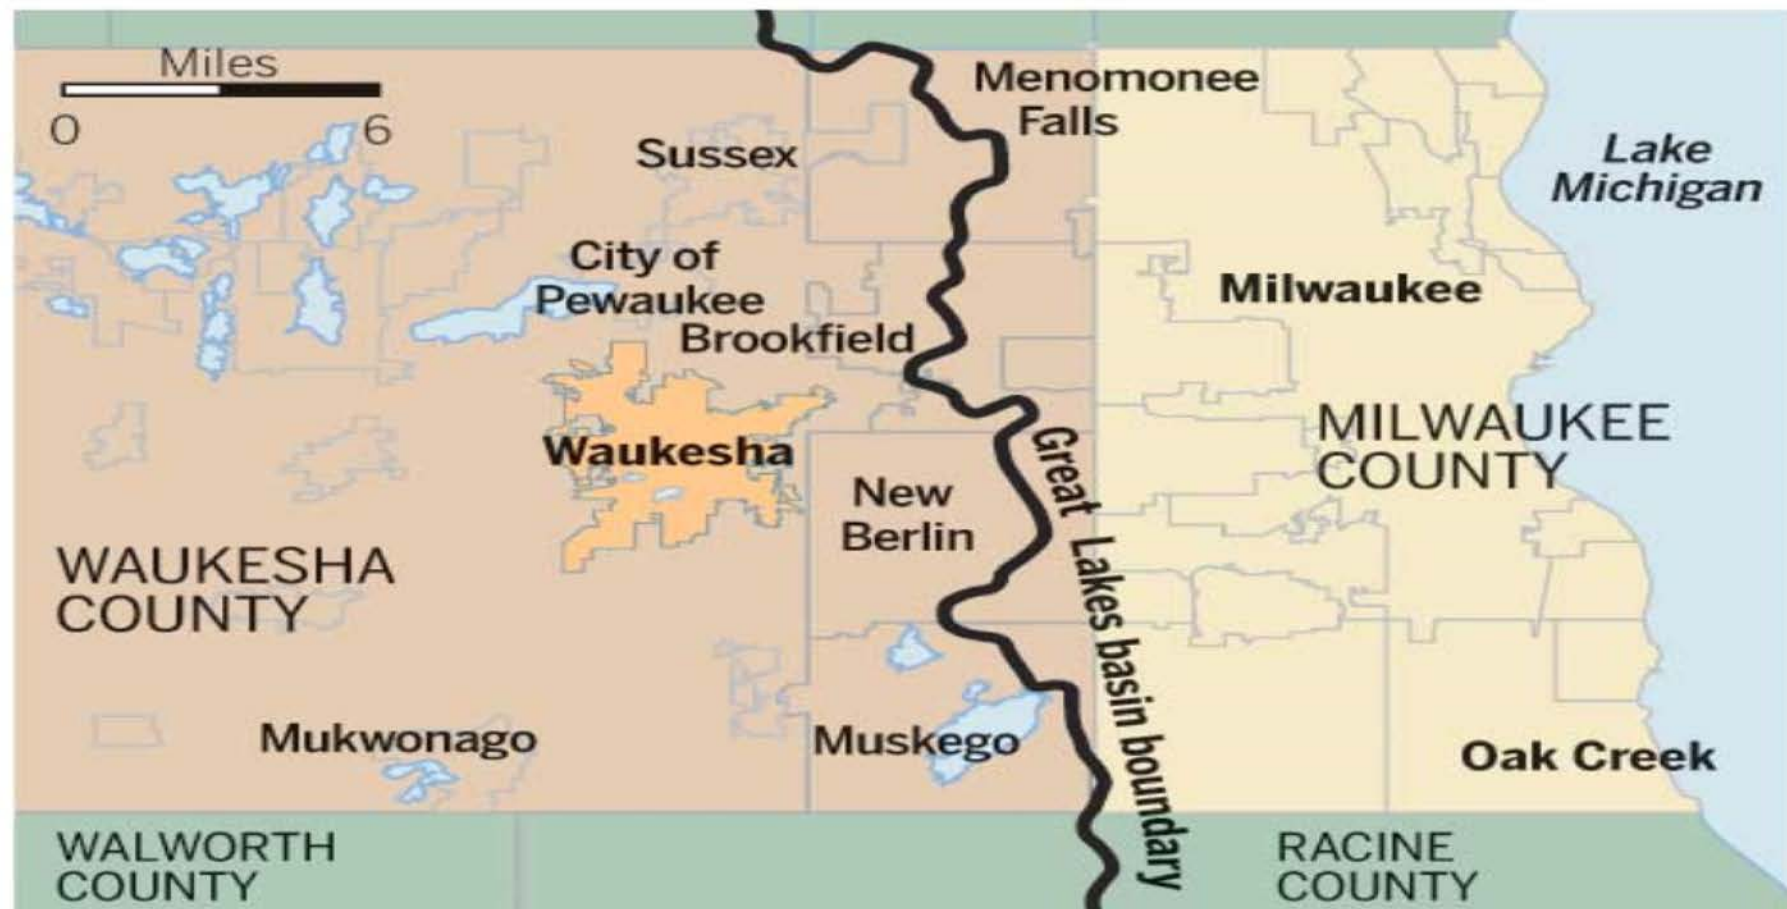 Miles
0 6
Menomonee
Falls
Sussex
Lake
Michigan
City of
Pewaukee
Milwaukee
Brookfield
MILWAUKEE
COUNTY
Waukesha
New
Berlin
Great Lakes basin boundary
WAUKESHA
COUNTY
Mukwonago
Muskego
Oak Creek
WALWORTH
COUNTY
RACINE
COUNTY